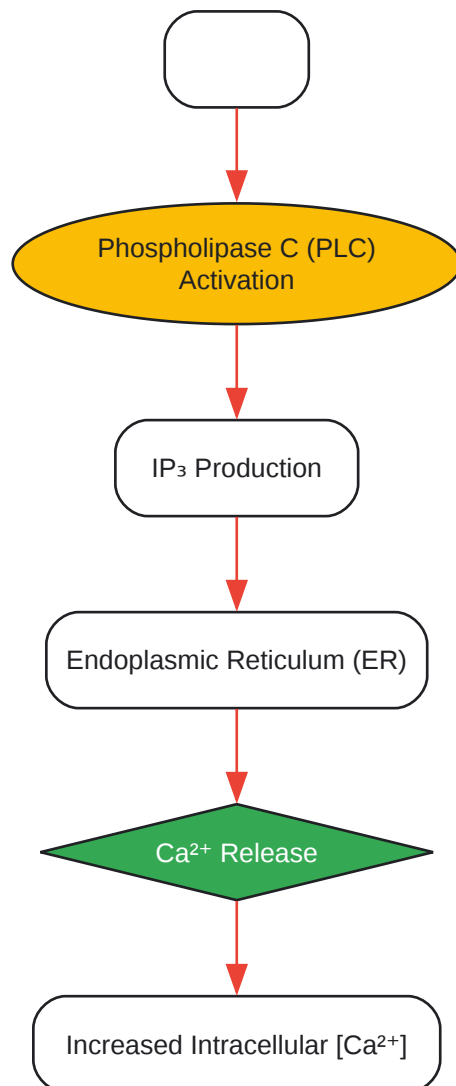 Phospholipase C (PLC)
Activation
IP₃ Production
Endoplasmic Reticulum (ER)
Ca²⁺ Release
Increased Intracellular [Ca²⁺]